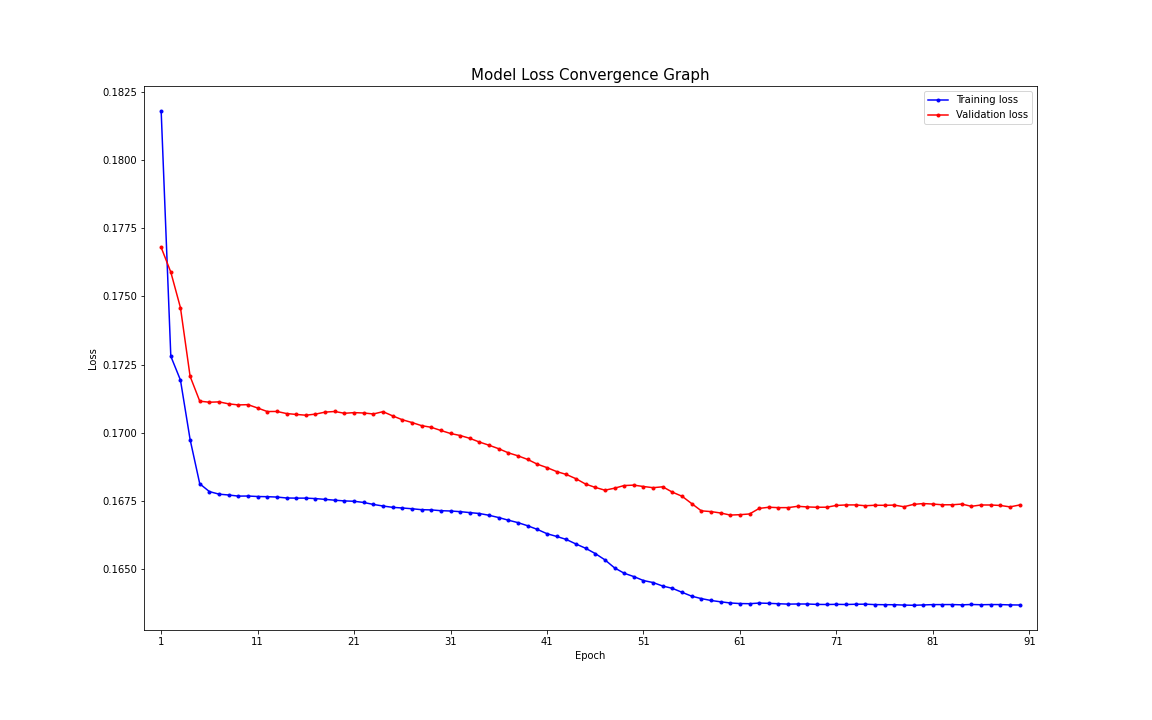 Model Loss Convergence Graph
Training loss
Validation loss
0.1825
0.1800
0.1775
0.1750
0.1725
0.1700
0.1675
0.1650
Loss
1 11 21 31 41 51 61 71 81 91
Epoch